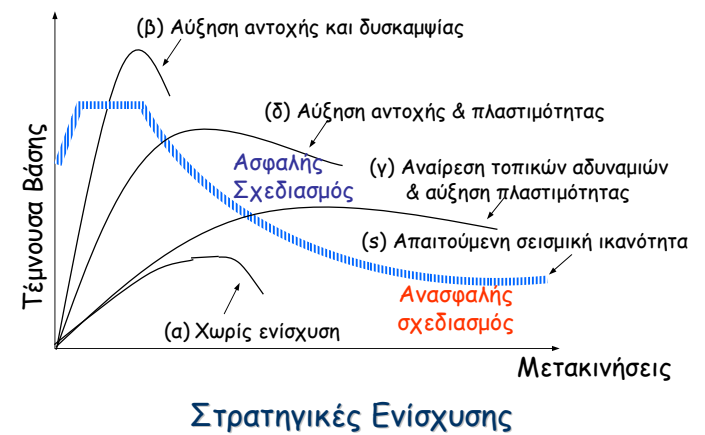 (β) Αύξηση αντοχής και δυσκαμψίας
(δ) Αύξηση αντοχής & πλαστιμότητας
Ασφαλής
Σχεδιασμός
(γ) Αναίρεση τοπικών αδυναμιών
& αύξηση πλαστιμότητας
(s) Απαιτούμενη σεισμική ικανότητα
Ανασφαλής
σχεδιασμός
(α) Χωρίς ενίσχυση
Τέμνουσα Βάσης
Μετακινήσεις
Στρατηγικές Ενίσχυσης